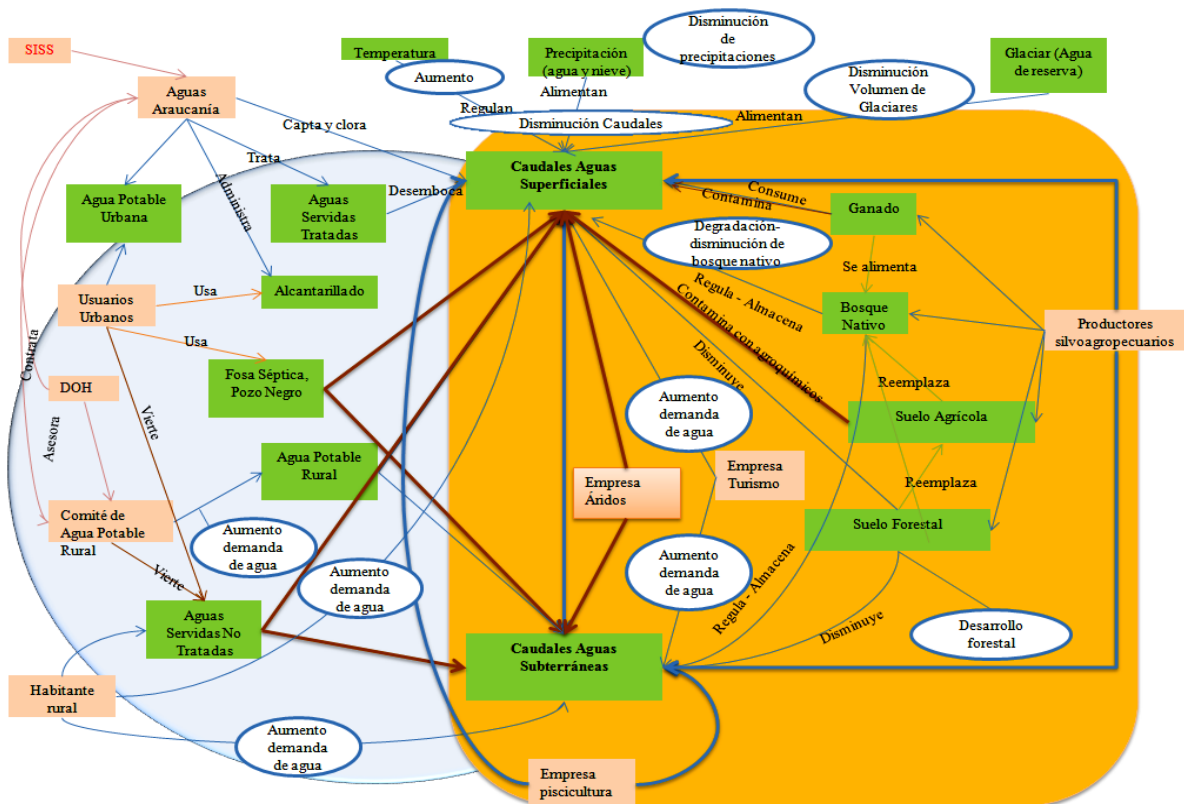 SISS
Temperatura
Aumento
Precipitación
(agua y nieve)
Disminución
de
precipitaciones
Glaciar (Agua
de reserva)
Disminución
Volumen de
Glaciares
Aguas
Araucanía
Regulan
Alimentan
Alimentan
Disminución Caudales
Capta y clora
Trata
Administra
Desemboca
Caudales Aguas
Superficiales
Agua Potable
Urbana
Aguas
Servidas
Tratadas
Consume
Contamina
Ganado
Degradación-
disminución de
bosque nativo
Se alimenta
Usuarios
Urbanos
Usa
Alcantarillado
Regula - Almacena
Bosque
Nativo
Productores
silvoagropecuarios
Contamina con agroquímicos
Usa
Contrata
Disminuye
Fosa Séptica,
Pozo Negro
DOH
Reemplaza
Vierte
Asesora
Aumento
demanda
de agua
Suelo Agrícola
Agua Potable
Rural
Empresa
Turismo
Empresa
Áridos
Reemplaza
Comité de
Agua Potable
Rural
Suelo Forestal
Aumento
demanda
de agua
Aumento
demanda
de agua
Aumento
demanda
de agua
Vierte
Regula - Almacena
Aguas
Servidas No
Tratadas
Caudales Aguas
Subterráneas
Disminuye
Desarrollo
forestal
Habitante
rural
Aumento
demanda
de agua
Empresa
piscicultura